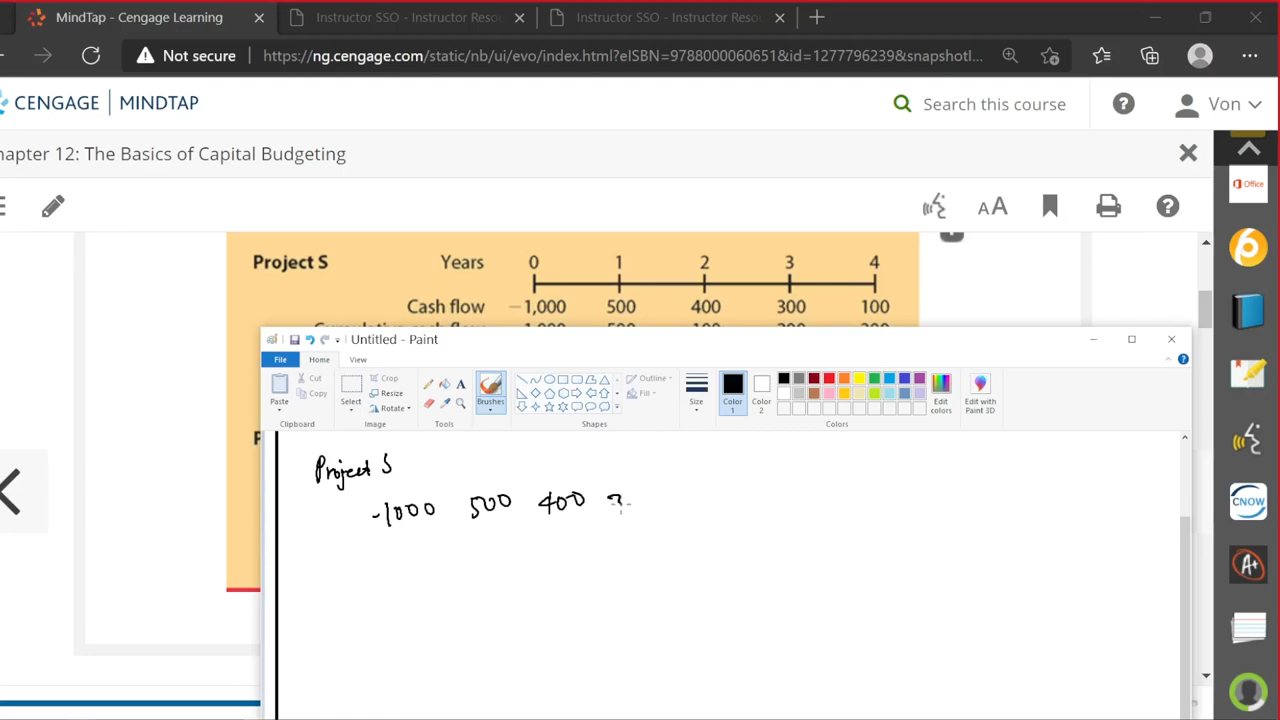 MindTap - Cengage Learning
Instructor SSO - Instructor Reso
Instructor SSO - Instructor Reso
Not secure
https://ng.cengage.com/static/nb/ui/evo/index.html?eISBN=9788000060651&id=1277796239&snapshotI...
CENGAGE MINDTAP
Search this course
Von
hapter 12: The Basics of Capital Budgeting
AA
Office
Project S Years 0 1 2 3 4
Cash flow −1,000 500 400 300 100
Untitled - Paint
File Home View
Paste
Cut
Copy
Clipboard
Select
Crop
Resize
Rotate
Image
A
Tools
Brushes
Shapes
Outline
Fill
Size
Color 1
Color 2
Colors
Edit colors
Edit with Paint 3D
CNOW
A+
Project S
-1000 500 400